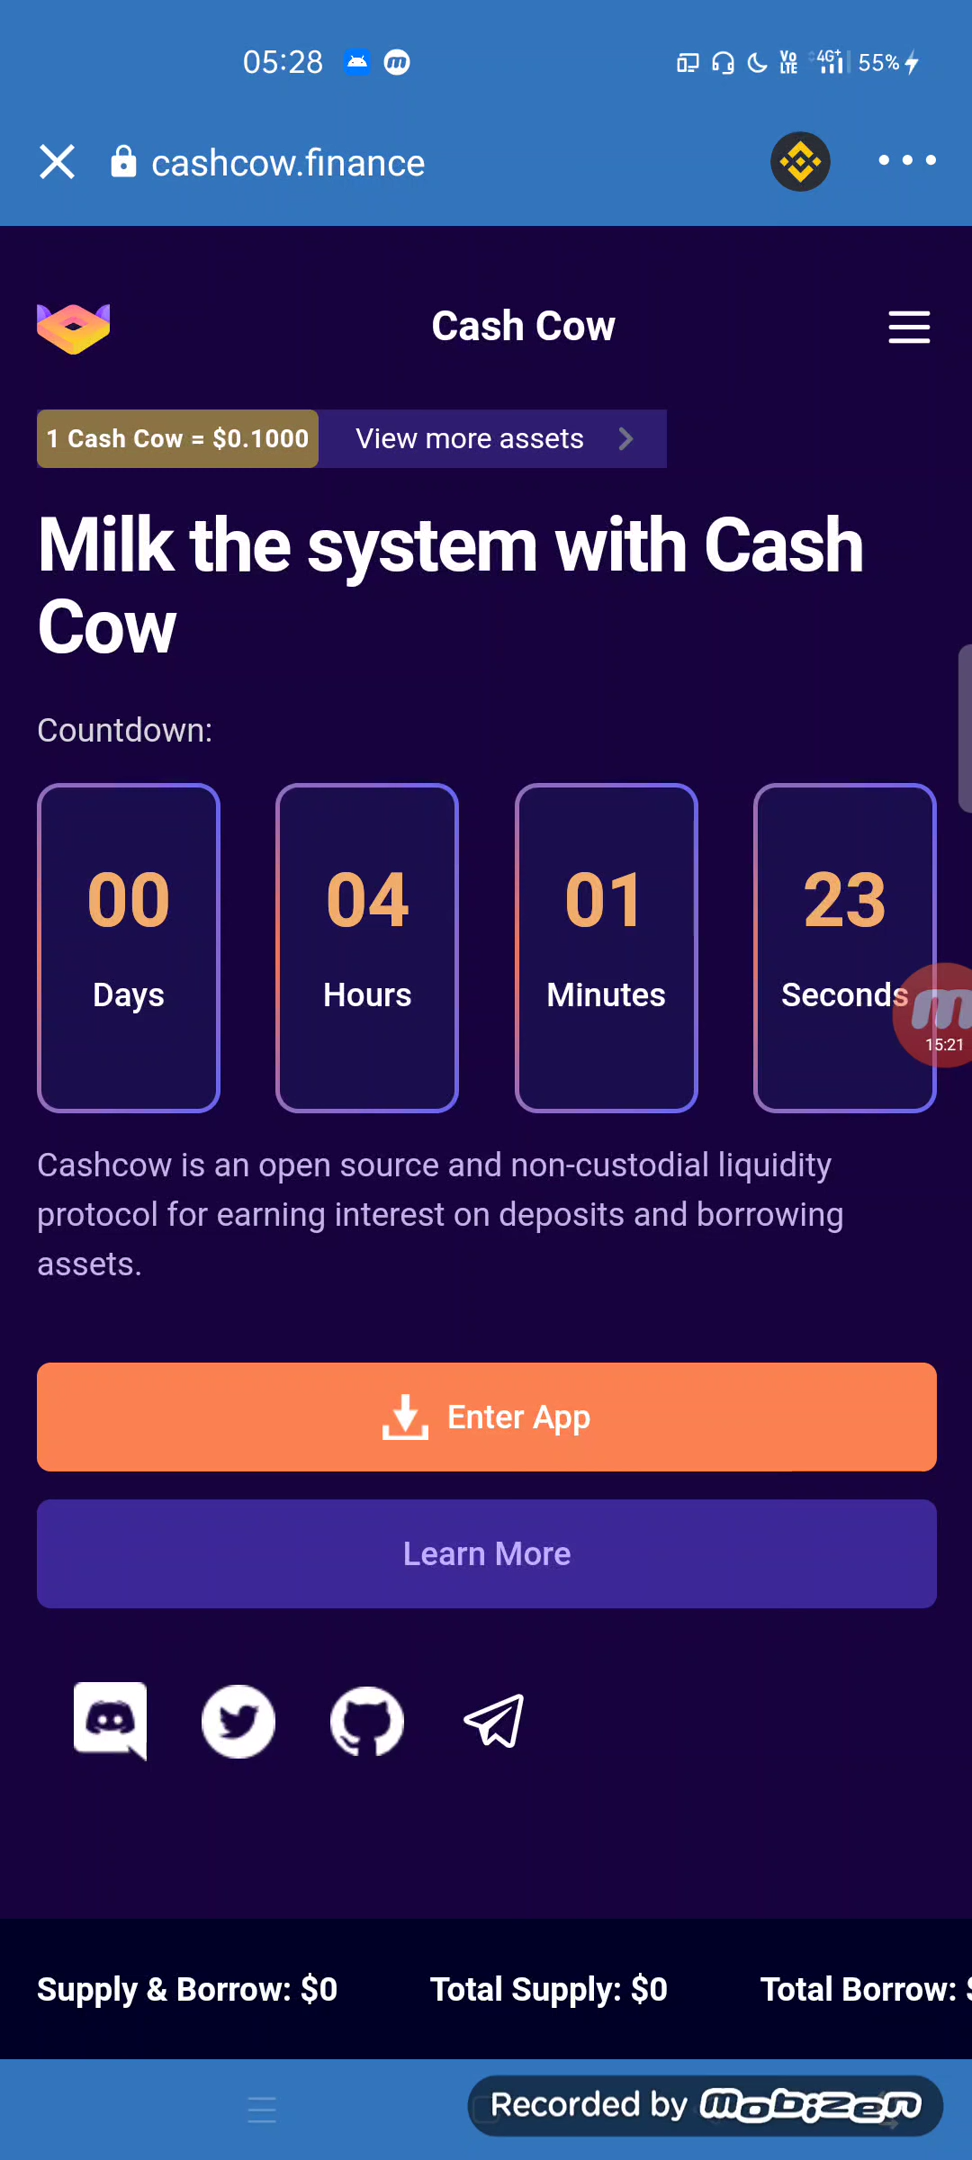 05:28
Vo LTE 4G+ 55%
cashcow.finance
Cash Cow
1 Cash Cow = $0.1000 View more assets
Milk the system with Cash
Cow
Countdown:
00 04 01 23
Days Hours Minutes Seconds
15:21
Cashcow is an open source and non-custodial liquidity
protocol for earning interest on deposits and borrowing
assets.
Enter App
Learn More
Supply & Borrow: $0 Total Supply: $0 Total Borrow:
Recorded by mobizen